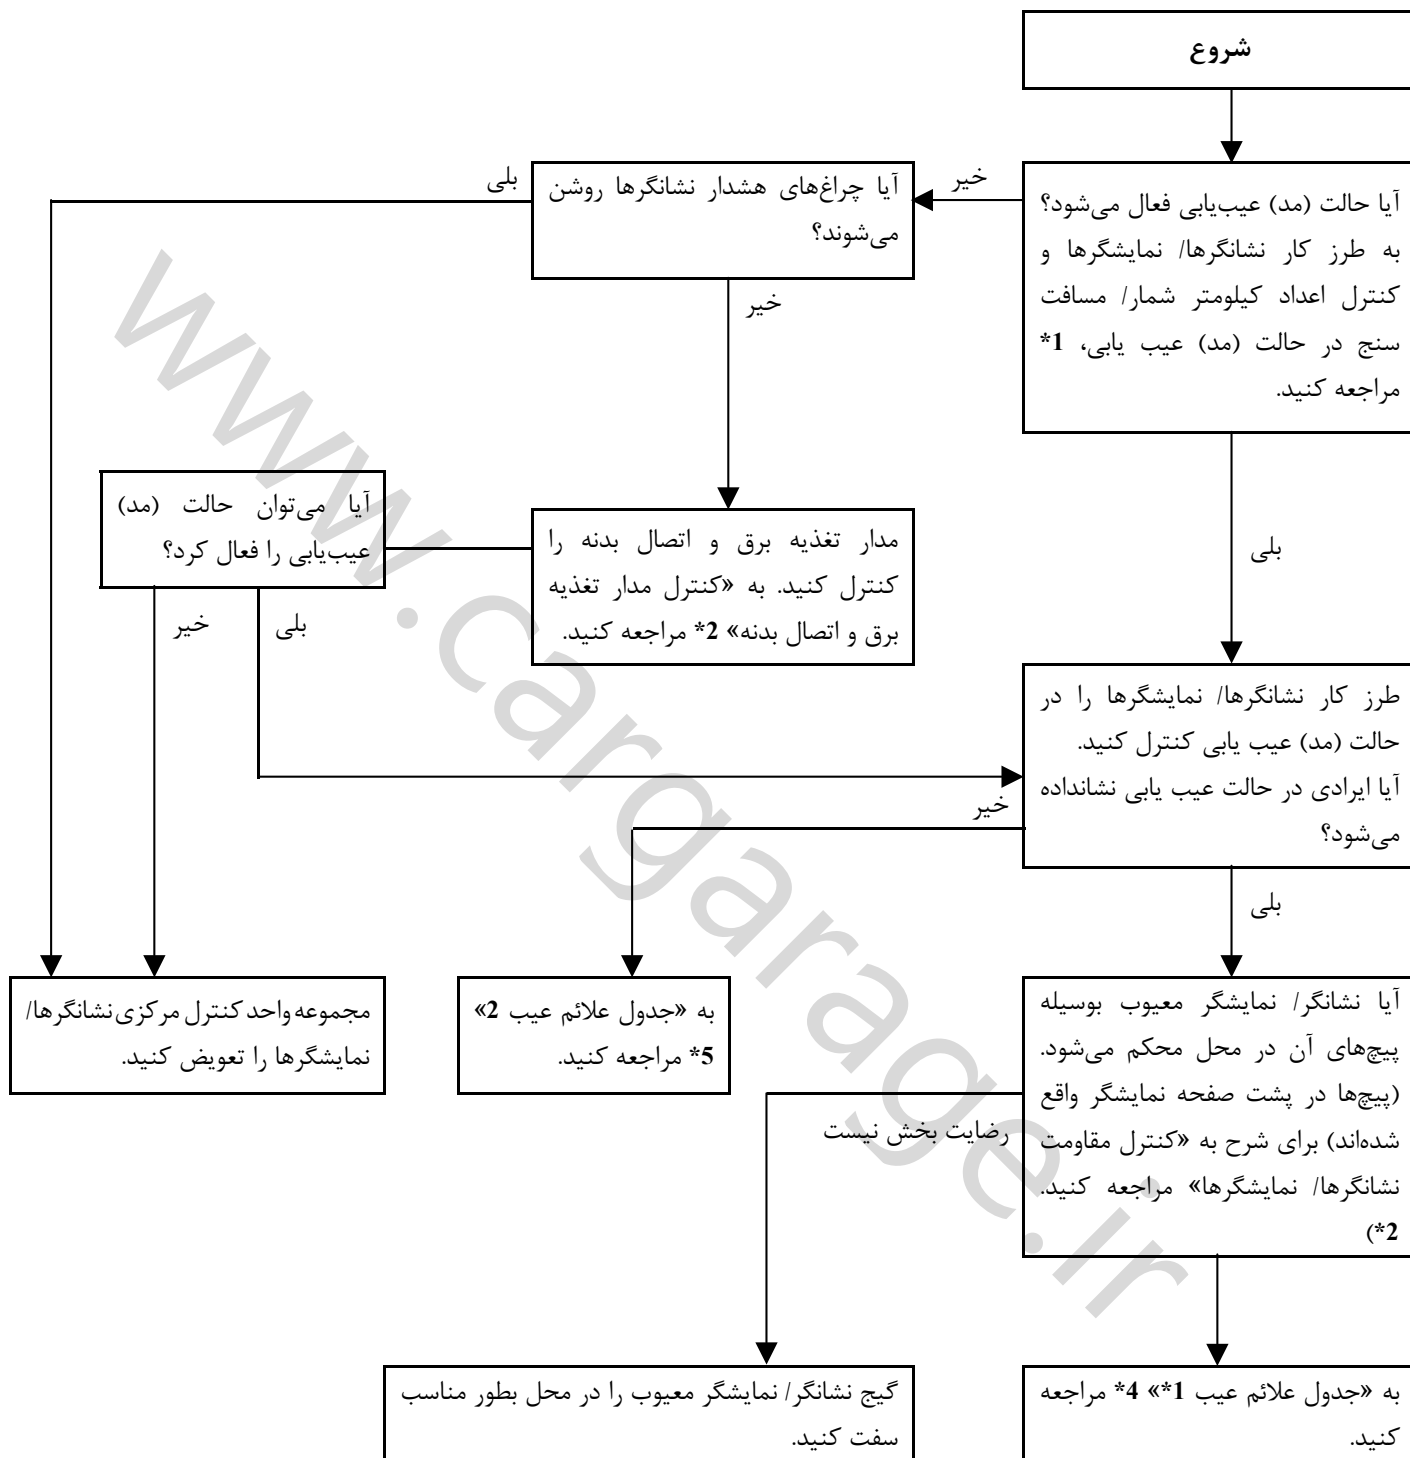 شروع
آیا حالت (مد) عیب‌یابی فعال می‌شود؟
به طرز کار نشانگرها/ نمایشگرها و
کنترل اعداد کیلومتر شمار/ مسافت
سنج در حالت (مد) عیب یابی، 1*
مراجعه کنید.
خیر
آیا چراغ‌های هشدار نشانگرها روشن
می‌شوند؟
بلی
خیر
بلی
مدار تغذیه برق و اتصال بدنه را
کنترل کنید. به «کنترل مدار تغذیه
برق و اتصال بدنه» 2* مراجعه کنید.
آیا می‌توان حالت (مد)
عیب‌یابی را فعال کرد؟
بلی
خیر
طرز کار نشانگرها/ نمایشگرها را در
حالت (مد) عیب یابی کنترل کنید.
آیا ایرادی در حالت عیب یابی نشانداده
می‌شود؟
خیر
بلی
آیا نشانگر/ نمایشگر معیوب بوسیله
پیچ‌های آن در محل محکم می‌شود.
(پیچ‌ها در پشت صفحه نمایشگر واقع
شده‌اند) برای شرح به «کنترل مقاومت
نشانگرها/ نمایشگرها» مراجعه کنید.
2*)
به «جدول علائم عیب 2»
5* مراجعه کنید.
مجموعه واحد کنترل مرکزی نشانگرها/
نمایشگرها را تعویض کنید.
رضایت بخش نیست
به «جدول علائم عیب 1*» 4* مراجعه
کنید.
گیج نشانگر/ نمایشگر معیوب را در محل بطور مناسب
سفت کنید.
www.cargarage.ir